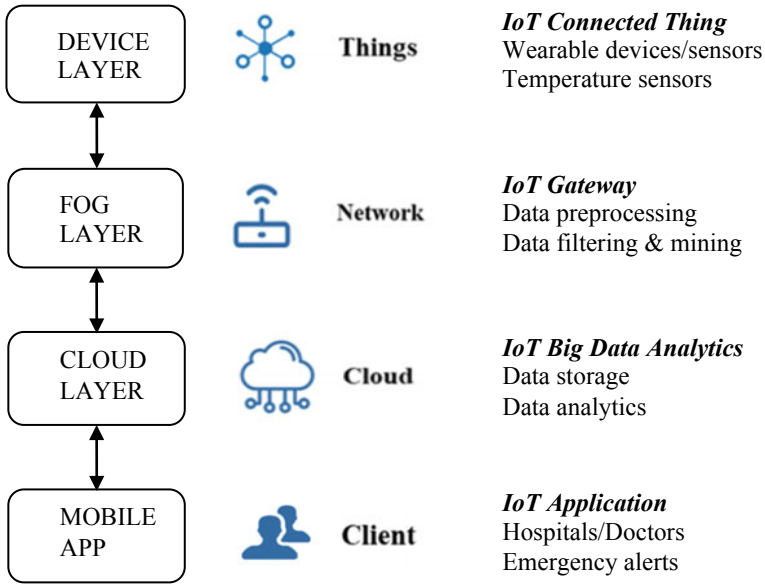 DEVICE
LAYER
Things
IoT Connected Thing
Wearable devices/sensors
Temperature sensors
FOG
LAYER
Network
IoT Gateway
Data preprocessing
Data filtering & mining
CLOUD
LAYER
Cloud
IoT Big Data Analytics
Data storage
Data analytics
MOBILE
APP
Client
IoT Application
Hospitals/Doctors
Emergency alerts